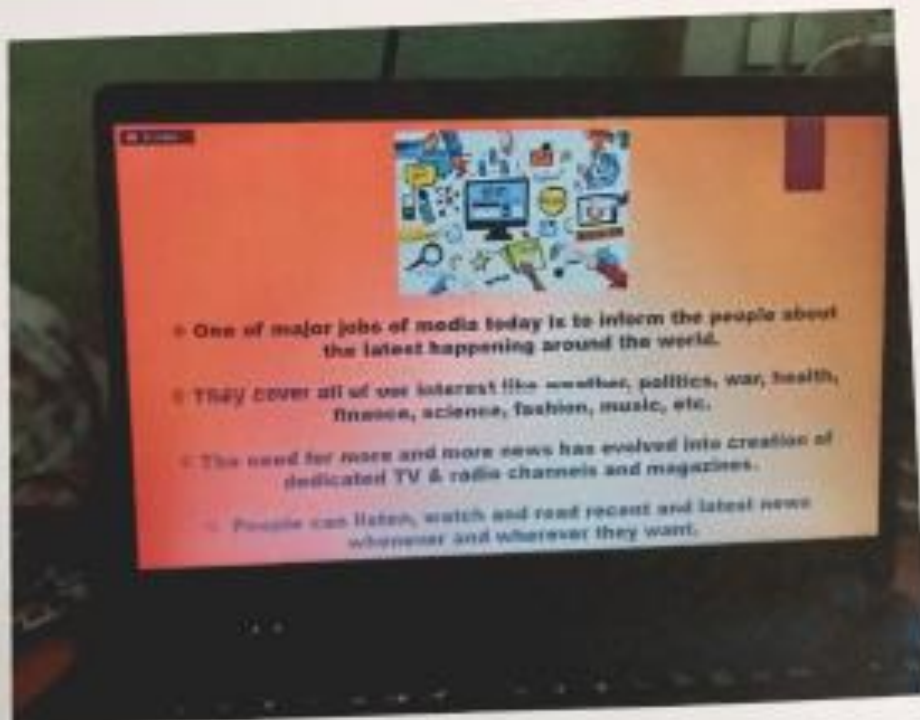 One of major jobs of media today is to inform the people about
the latest happening around the world.
They cover all of our interest like weather, politics, war, health,
finance, science, fashion, music, etc.
The need for more and more news has evolved into creation of
dedicated TV & radio channels and magazines.
People can listen, watch and read recent and latest news
whenever and wherever they want.